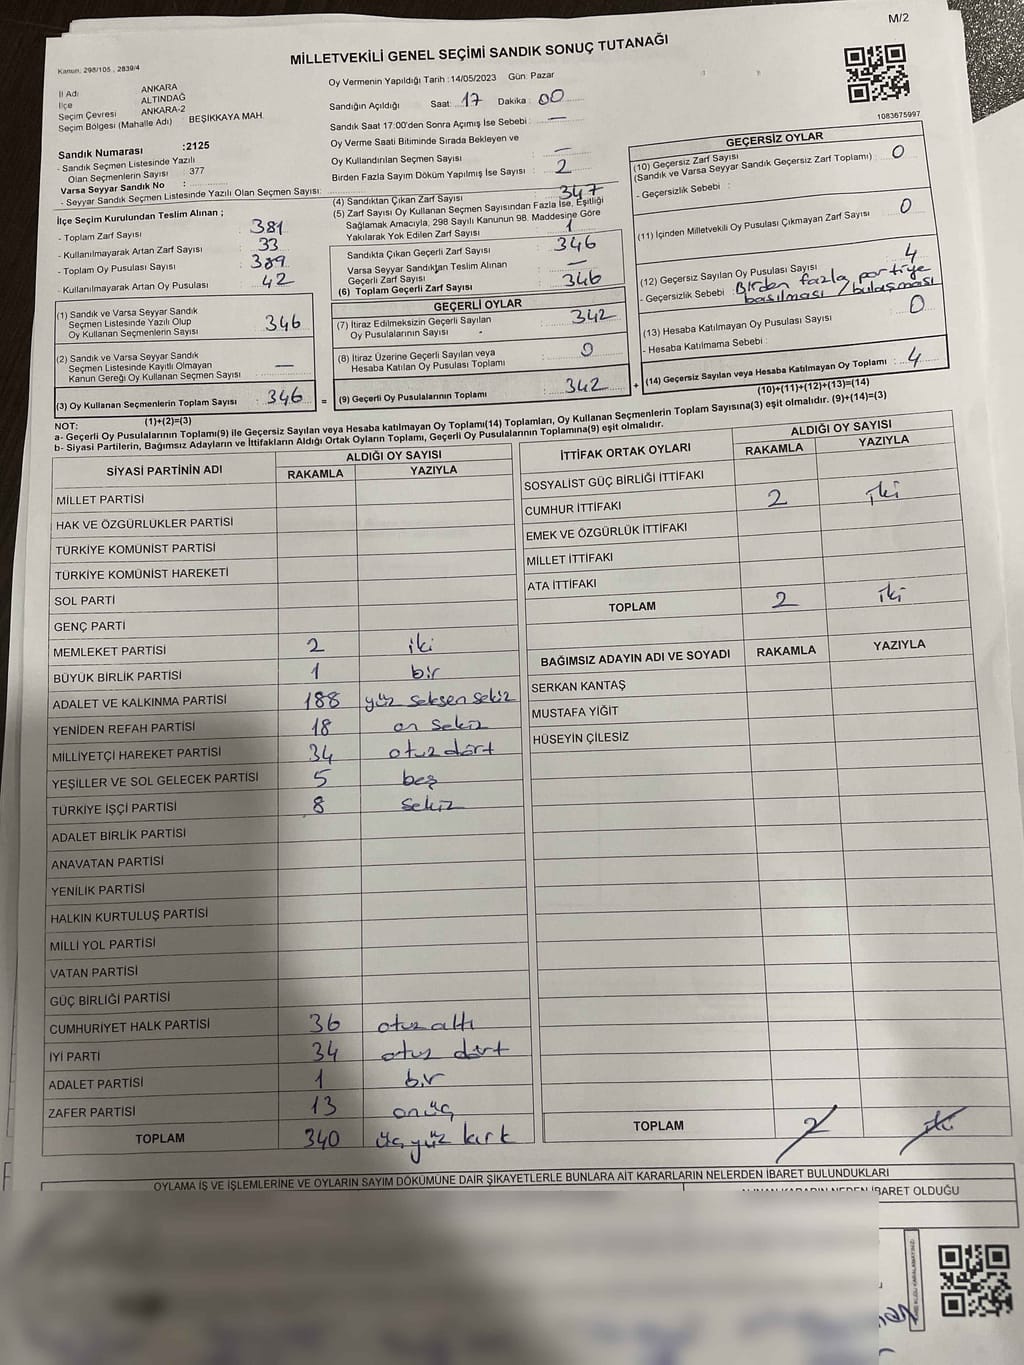 M/2
MİLLETVEKİLİ GENEL SEÇİMİ SANDIK SONUÇ TUTANAĞI
Kanun: 298/105 , 2839/4
İl Adı ANKARA
İlçe ALTINDAĞ
Seçim Çevresi ANKARA-2
Seçim Bölgesi (Mahalle Adı) : BEŞİKKAYA MAH.
Sandık Numarası :2125
- Sandık Seçmen Listesinde Yazılı
Olan Seçmenlerin Sayısı : 377
Varsa Seyyar Sandık No :
- Seyyar Sandık Seçmen Listesinde Yazılı Olan Seçmen Sayısı:
İlçe Seçim Kurulundan Teslim Alınan ;
- Toplam Zarf Sayısı : 381
- Kullanılmayarak Artan Zarf Sayısı : 33
- Toplam Oy Pusulası Sayısı : 389
- Kullanılmayarak Artan Oy Pusulası : 42
(1) Sandık ve Varsa Seyyar Sandık
Seçmen Listesinde Yazılı Olup
Oy Kullanan Seçmenlerin Sayısı : 346
(2) Sandık ve Varsa Seyyar Sandık
Seçmen Listesinde Kayıtlı Olmayan
Kanun Gereği Oy Kullanan Seçmen Sayısı : —
(3) Oy Kullanan Seçmenlerin Toplam Sayısı : 346
(1)+(2)=(3)
Oy Vermenin Yapıldığı Tarih :14/05/2023 Gün: Pazar
Sandığın Açıldığı Saat: 17 Dakika : 00
Sandık Saat 17:00'den Sonra Açımış İse Sebebi : —
Oy Verme Saati Bitiminde Sırada Bekleyen ve
Oy Kullandırılan Seçmen Sayısı : —
Birden Fazla Sayım Döküm Yapılmış İse Sayısı : 2
(4) Sandıktan Çıkan Zarf Sayısı : 347
(5) Zarf Sayısı Oy Kullanan Seçmen Sayısından Fazla İse, Eşitliği
Sağlamak Amacıyla, 298 Sayılı Kanunun 98. Maddesine Göre
Yakılarak Yok Edilen Zarf Sayısı : 1
Sandıkta Çıkan Geçerli Zarf Sayısı : 346
Varsa Seyyar Sandıktan Teslim Alınan
Geçerli Zarf Sayısı : —
(6) Toplam Geçerli Zarf Sayısı : 346
GEÇERLİ OYLAR
(7) İtiraz Edilmeksizin Geçerli Sayılan
Oy Pusulalarının Sayısı : 342
(8) İtiraz Üzerine Geçerli Sayılan veya
Hesaba Katılan Oy Pusulası Toplamı : 0
= (9) Geçerli Oy Pusulalarının Toplamı : 342 +
1083675997
GEÇERSİZ OYLAR
(10) Geçersiz Zarf Sayısı
(Sandık ve Varsa Seyyar Sandık Geçersiz Zarf Toplamı) : 0
- Geçersizlik Sebebi :
(11) İçinden Milletvekili Oy Pusulası Çıkmayan Zarf Sayısı : 0
(12) Geçersiz Sayılan Oy Pusulası Sayısı : 4
- Geçersizlik Sebebi : Birden fazla partiye
basılması / bulaşması
(13) Hesaba Katılmayan Oy Pusulası Sayısı : 0
- Hesaba Katılmama Sebebi :
(14) Geçersiz Sayılan veya Hesaba Katılmayan Oy Toplamı : 4
(10)+(11)+(12)+(13)=(14)
NOT:
a- Geçerli Oy Pusulalarının Toplamı(9) ile Geçersiz Sayılan veya Hesaba katılmayan Oy Toplamı(14) Toplamları, Oy Kullanan Seçmenlerin Toplam Sayısına(3) eşit olmalıdır. (9)+(14)=(3)
b- Siyasi Partilerin, Bağımsız Adayların ve İttifakların Aldığı Ortak Oyların Toplamı, Geçerli Oy Pusulalarının Toplamına(9) eşit olmalıdır.
SİYASİ PARTİNİN ADI ALDIĞI OY SAYISI
RAKAMLA YAZIYLA
MİLLET PARTİSİ
HAK VE ÖZGÜRLÜKLER PARTİSİ
TÜRKİYE KOMÜNİST PARTİSİ
TÜRKİYE KOMÜNİST HAREKETİ
SOL PARTİ
GENÇ PARTİ
MEMLEKET PARTİSİ 2 iki
BÜYÜK BİRLİK PARTİSİ 1 bir
ADALET VE KALKINMA PARTİSİ 188 yüz seksen sekiz
YENİDEN REFAH PARTİSİ 18 on sekiz
MİLLİYETÇİ HAREKET PARTİSİ 34 otuz dört
YEŞİLLER VE SOL GELECEK PARTİSİ 5 beş
TÜRKİYE İŞÇİ PARTİSİ 8 sekiz
ADALET BİRLİK PARTİSİ
ANAVATAN PARTİSİ
YENİLİK PARTİSİ
HALKIN KURTULUŞ PARTİSİ
MİLLİ YOL PARTİSİ
VATAN PARTİSİ
GÜÇ BİRLİĞİ PARTİSİ
CUMHURİYET HALK PARTİSİ 36 otuz altı
İYİ PARTİ 34 otuz dört
ADALET PARTİSİ 1 bir
ZAFER PARTİSİ 13 onüç
TOPLAM 340 üç yüz kırk
İTTİFAK ORTAK OYLARI ALDIĞI OY SAYISI
RAKAMLA YAZIYLA
SOSYALİST GÜÇ BİRLİĞİ İTTİFAKI
CUMHUR İTTİFAKI 2 iki
EMEK VE ÖZGÜRLÜK İTTİFAKI
MİLLET İTTİFAKI
ATA İTTİFAKI
TOPLAM 2 iki
BAĞIMSIZ ADAYIN ADI VE SOYADI RAKAMLA YAZIYLA
SERKAN KANTAŞ
MUSTAFA YİĞİT
HÜSEYİN ÇİLESİZ
TOPLAM 2 iki
OYLAMA İŞ VE İŞLEMLERİNE VE OYLARIN SAYIM DÖKÜMÜNE DAİR ŞİKAYETLERLE BUNLARA AİT KARARLARIN NELERDEN İBARET BULUNDUKLARI
İBARET OLDUĞU